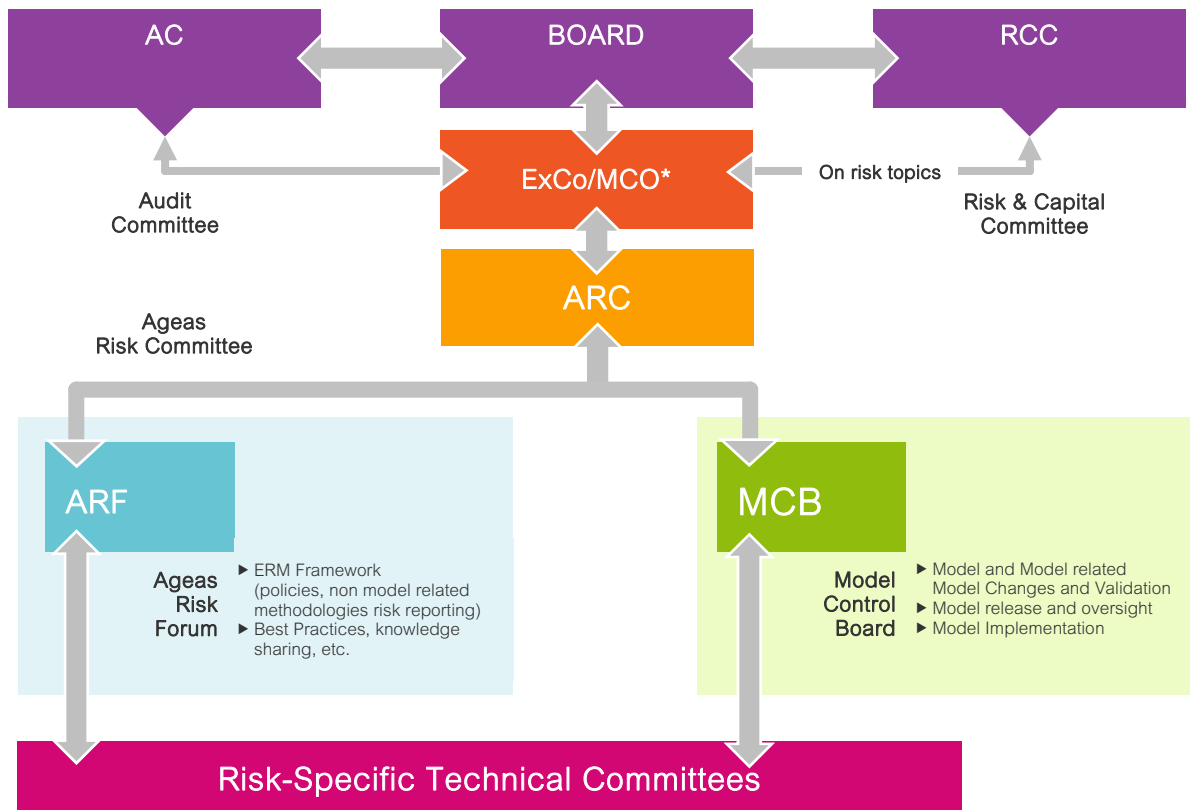 AC
BOARD
RCC
ExCo/MCO*
On risk topics
Audit
Committee
Risk & Capital
Committee
ARC
Ageas
Risk Committee
ARF
Ageas
Risk
Forum
▶ ERM Framework
(policies, non model related
methodologies risk reporting)
▶ Best Practices, knowledge
sharing, etc.
MCB
Model
Control
Board
▶ Model and Model related
Model Changes and Validation
▶ Model release and oversight
▶ Model Implementation
Risk-Specific Technical Committees